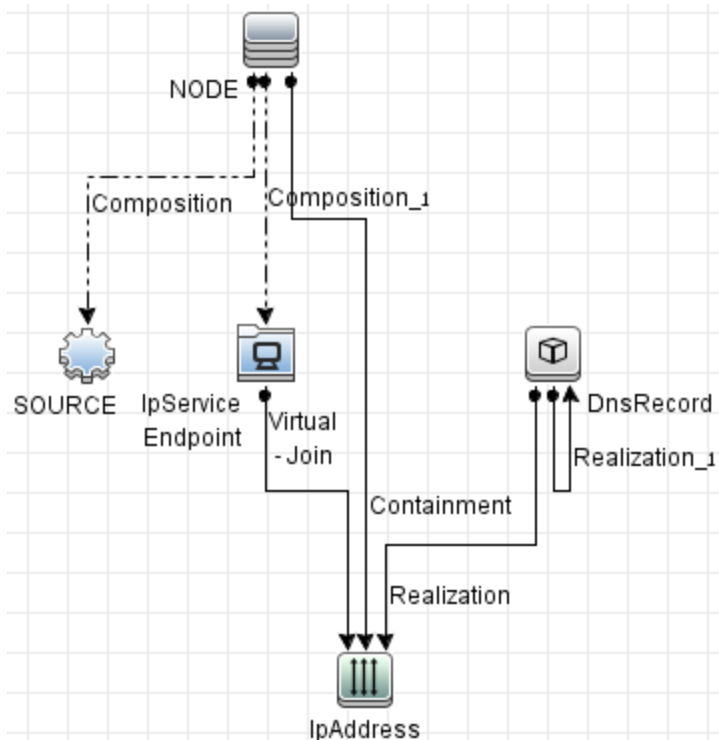 NODE
Composition
Composition_1
SOURCE
IpService
Endpoint
Virtual
- Join
DnsRecord
Realization_1
Containment
Realization
IpAddress